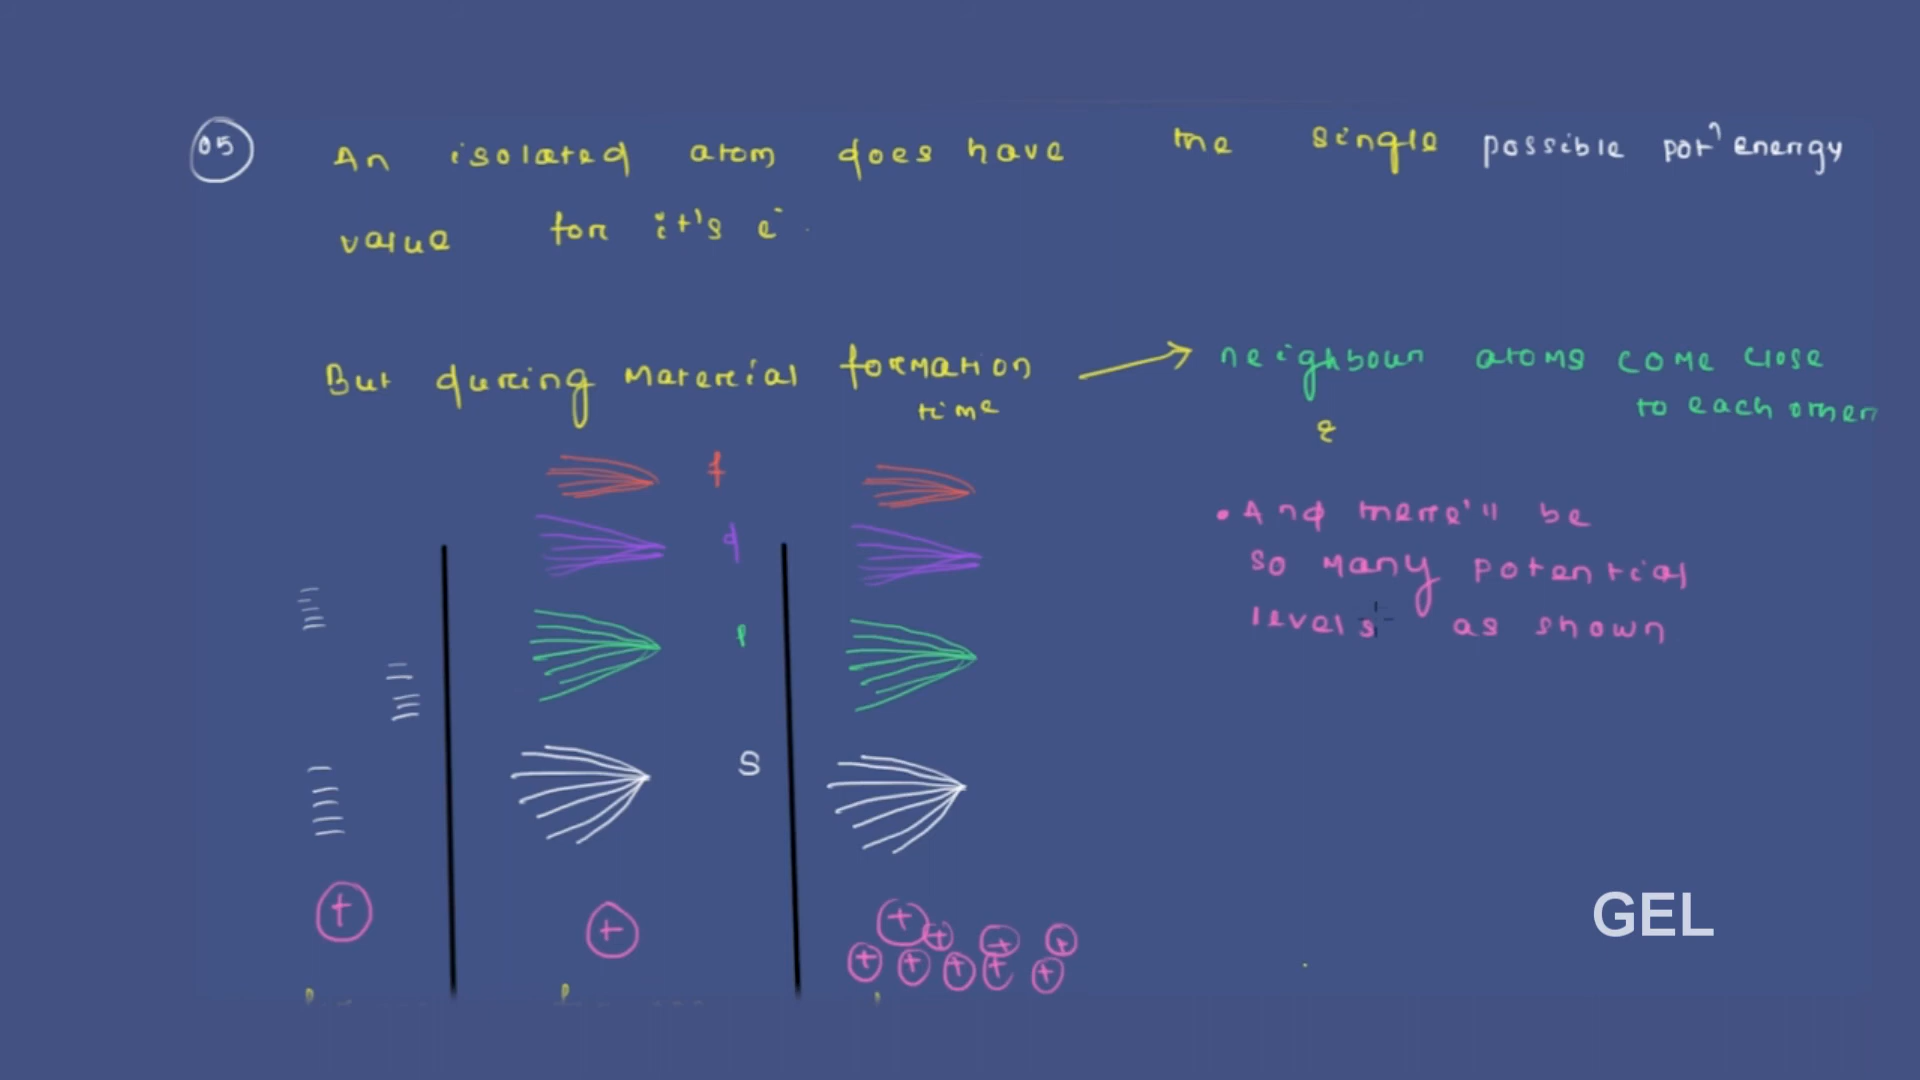 05
An isolated atom does have the single possible potⁿ energy
value for it's e⁻
But during material formation
time
neighbour atoms come close
to each other
&
• And there'll be
so many potential
levels as shown
f
d
p
S
+
+
+ + + +
+ + + + +
GEL